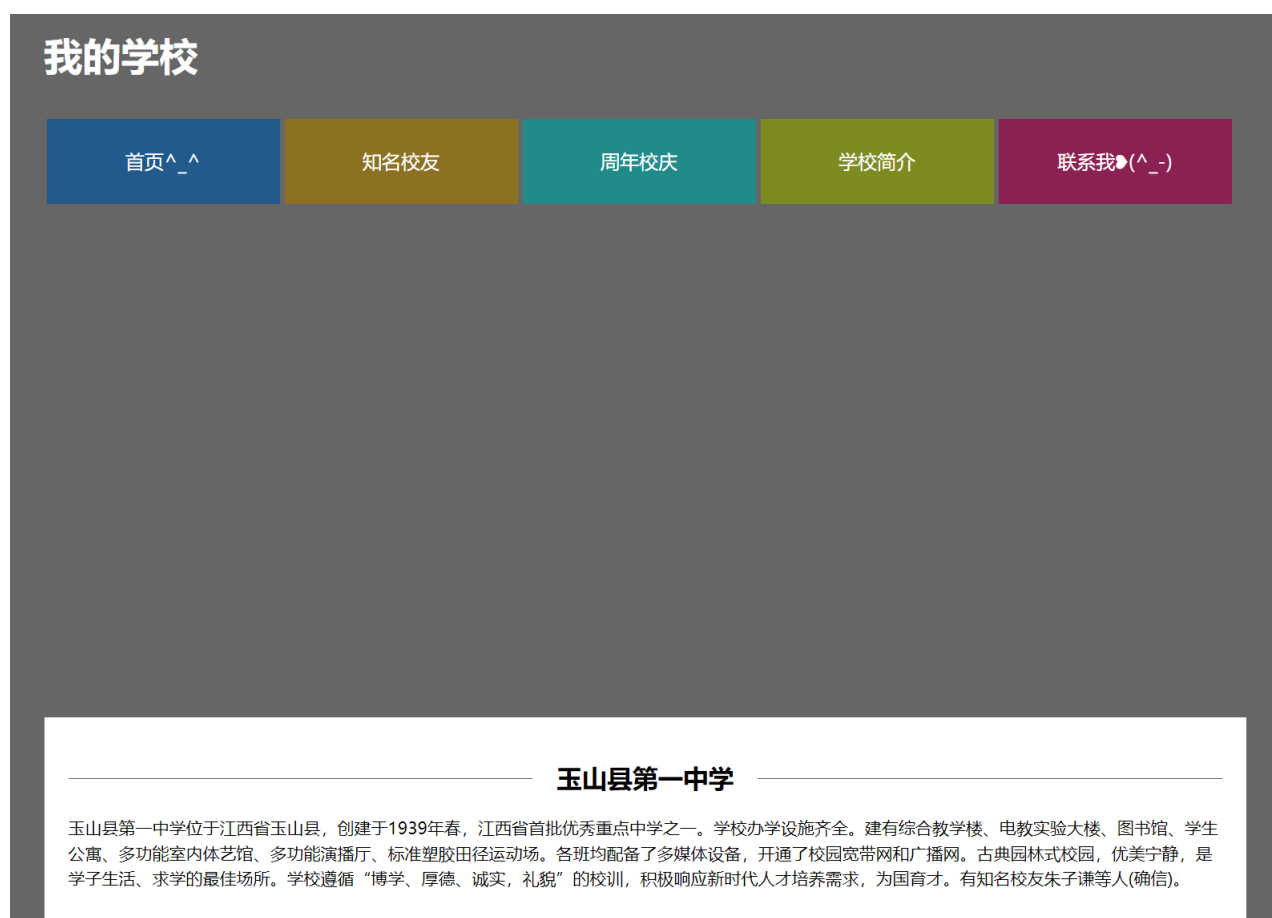 我的学校
首页^_^
知名校友
周年校庆
学校简介
联系我❥(^_-)
玉山县第一中学
玉山县第一中学位于江西省玉山县，创建于1939年春，江西省首批优秀重点中学之一。学校办学设施齐全。建有综合教学楼、电教实验大楼、图书馆、学生
公寓、多功能室内体艺馆、多功能演播厅、标准塑胶田径运动场。各班均配备了多媒体设备，开通了校园宽带网和广播网。古典园林式校园，优美宁静，是
学子生活、求学的最佳场所。学校遵循“博学、厚德、诚实，礼貌”的校训，积极响应新时代人才培养需求，为国育才。有知名校友朱子谦等人(确信)。